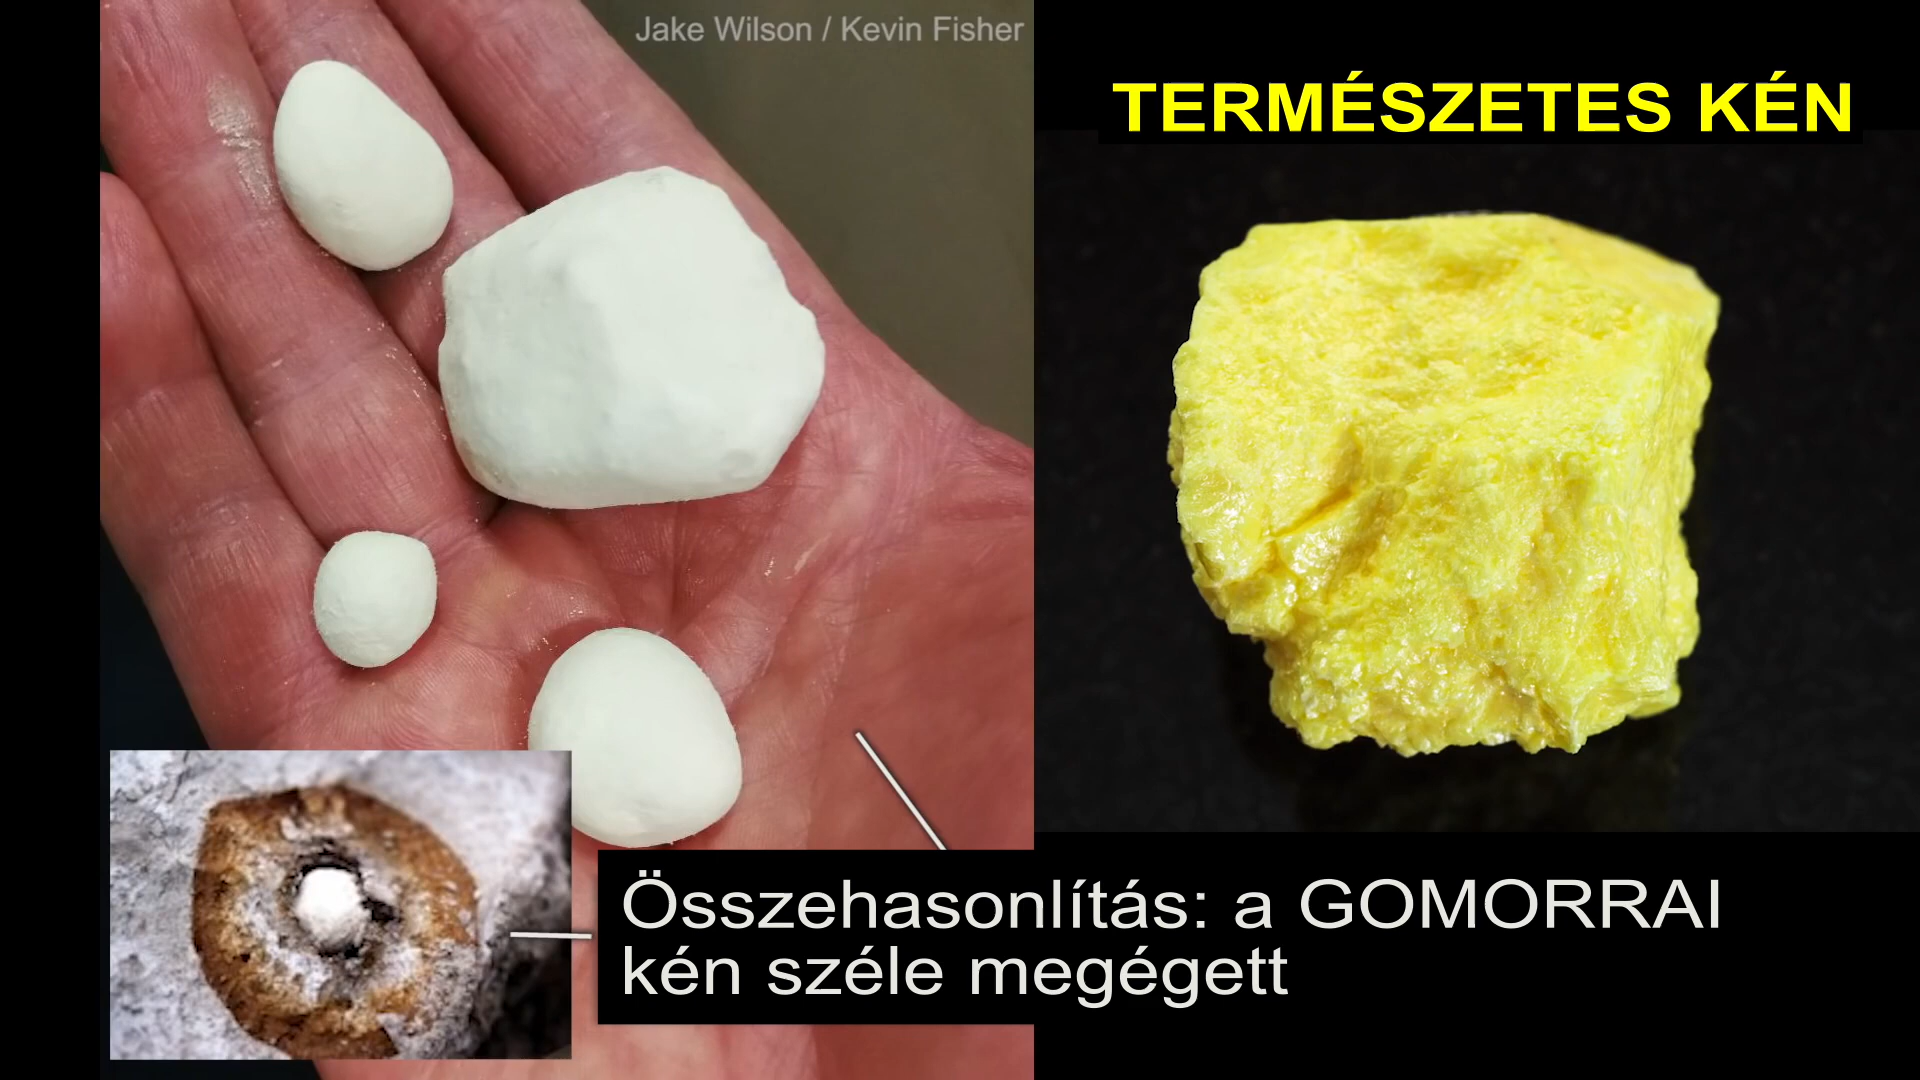 Jake Wilson / Kevin Fisher
TERMÉSZETES KÉN
Összehasonlítás: a GOMORRAI
kén széle megégett